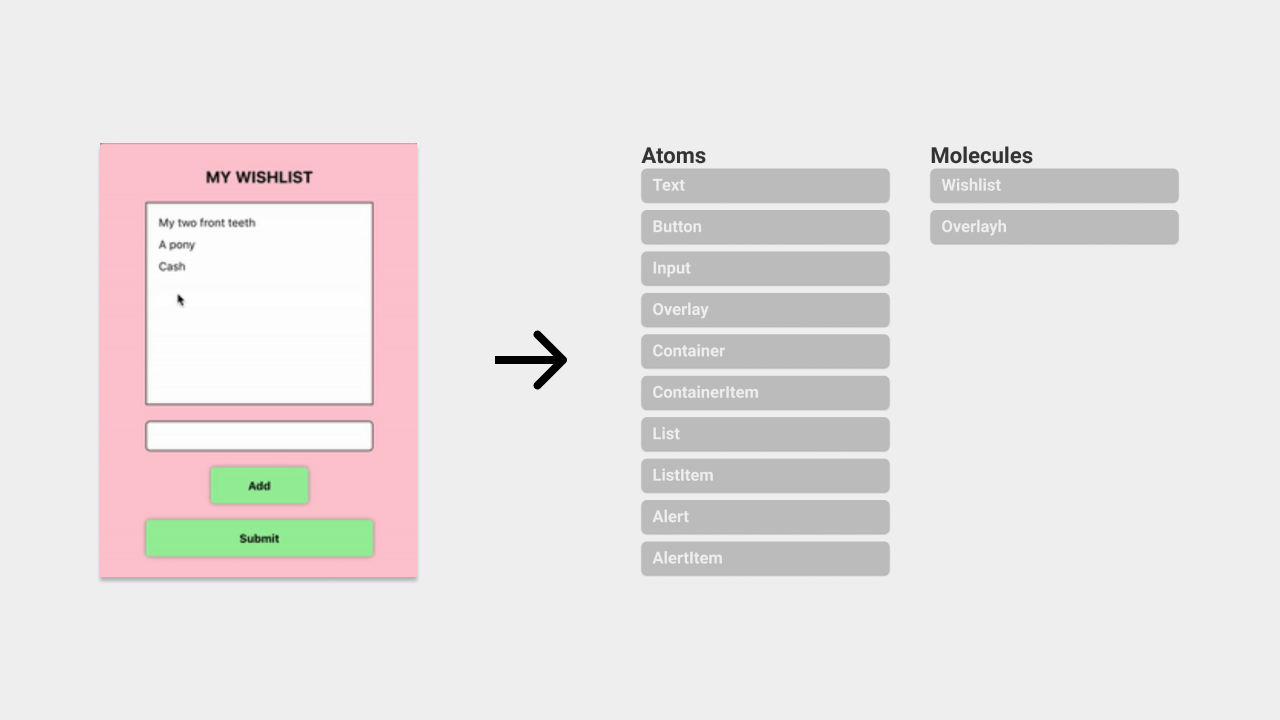 MY WISHLIST
My two front teeth
A pony
Cash
Add
Submit
Atoms
Text
Button
Input
Overlay
Container
ContainerItem
List
ListItem
Alert
AlertItem
Molecules
Wishlist
Overlayh